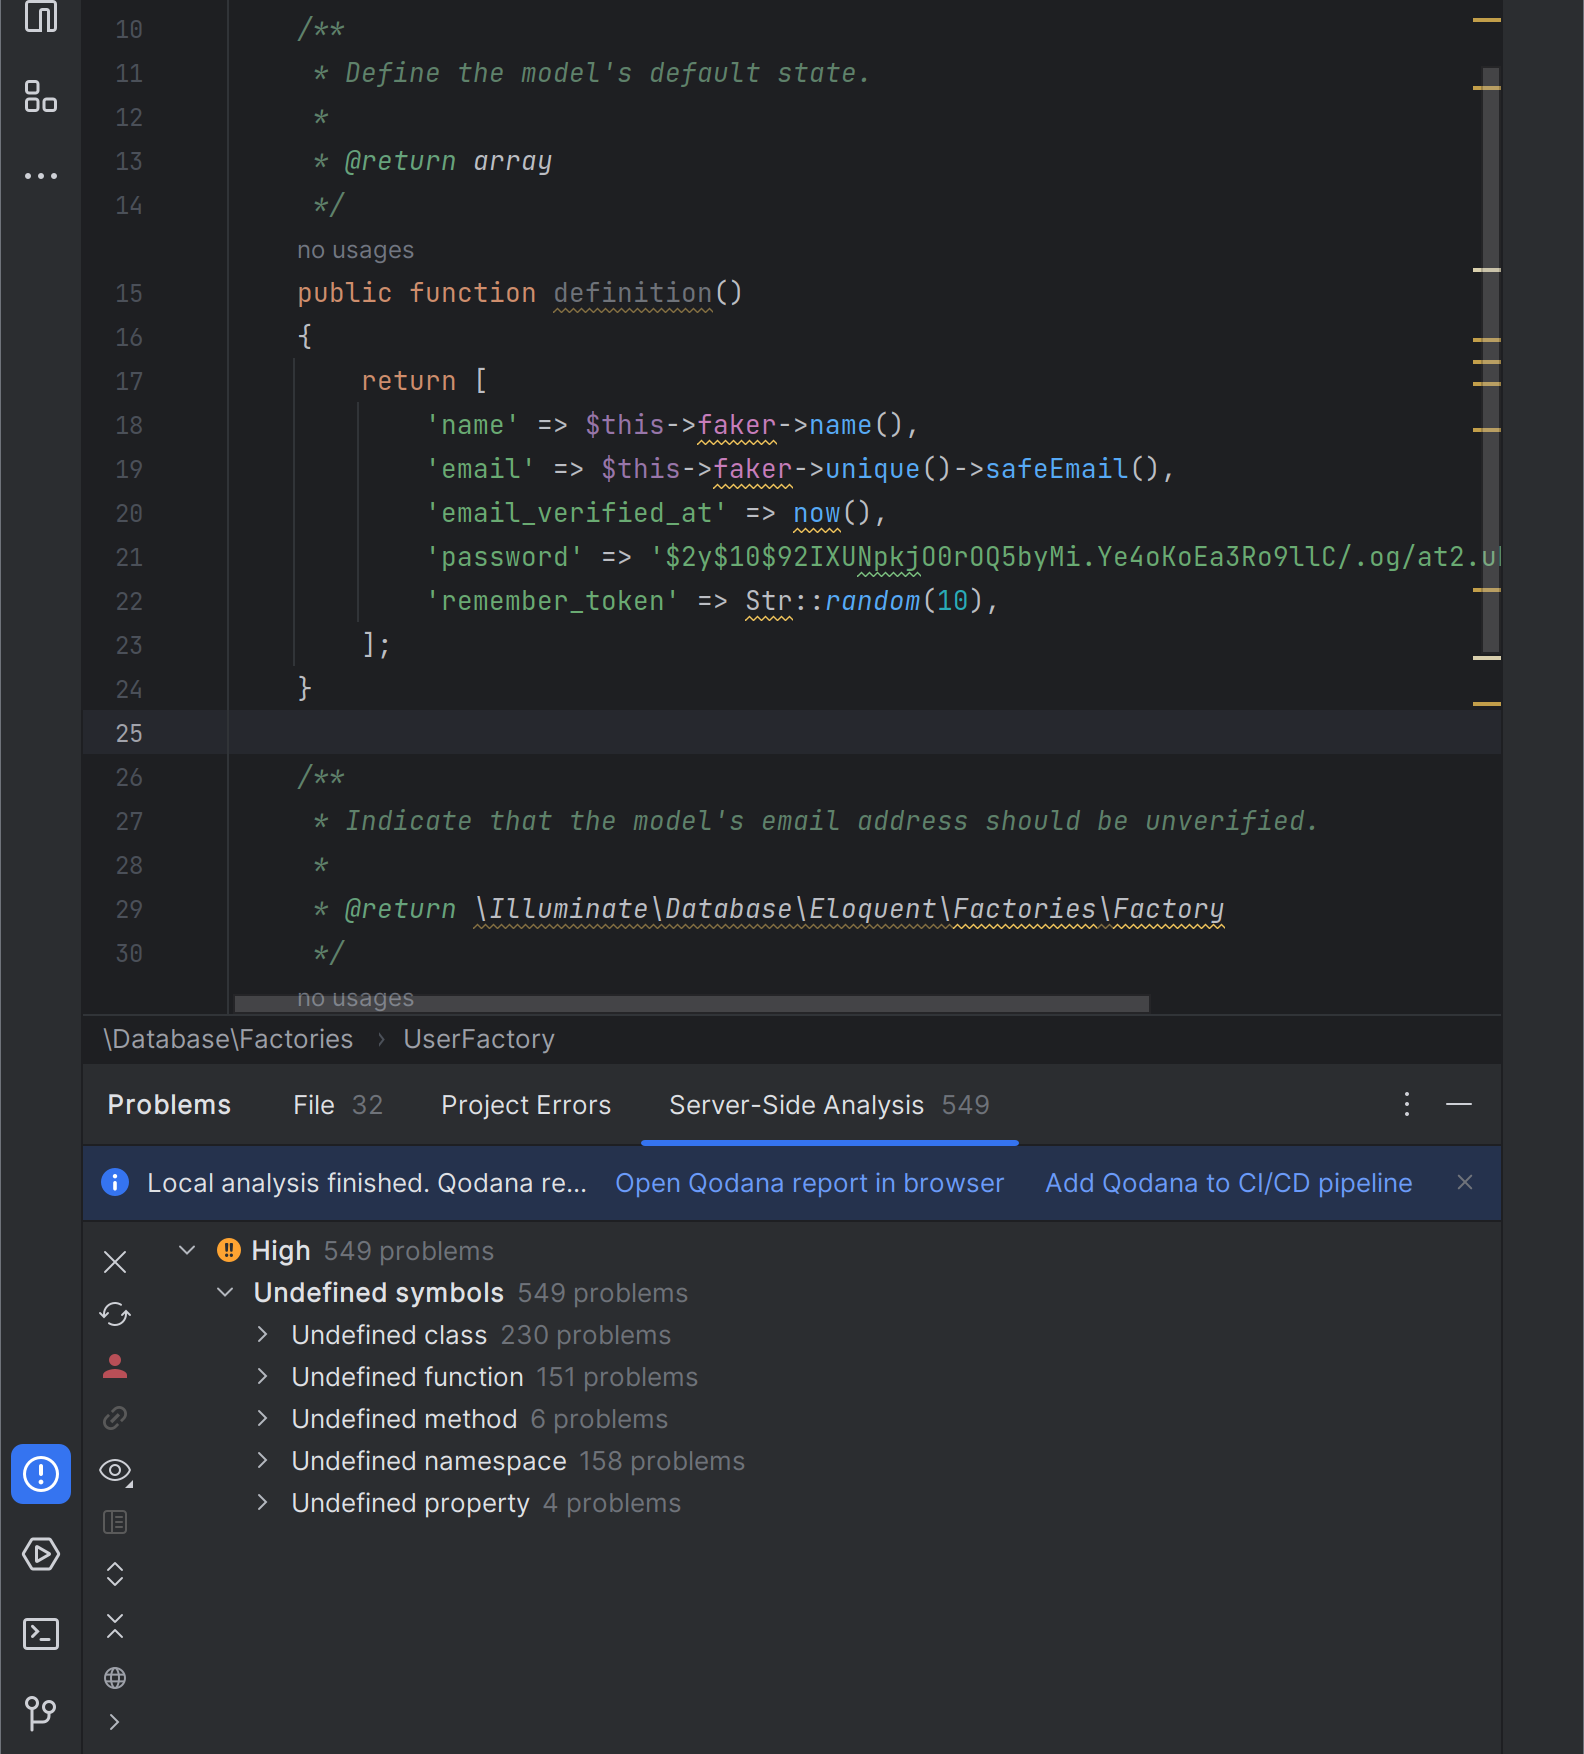 10 /**
11 * Define the model's default state.
12 *
13 * @return array
14 */
no usages
15 public function definition()
16 {
17 return [
18 'name' => $this->faker->name(),
19 'email' => $this->faker->unique()->safeEmail(),
20 'email_verified_at' => now(),
21 'password' => '$2y$10$92IXUNpkjO0rOQ5byMi.Ye4oKoEa3Ro9llC/.og/at2.u
22 'remember_token' => Str::random(10),
23 ];
24 }
25
26 /**
27 * Indicate that the model's email address should be unverified.
28 *
29 * @return \Illuminate\Database\Eloquent\Factories\Factory
30 */
no usages
\Database\Factories › UserFactory
Problems File 32 Project Errors Server-Side Analysis 549
Local analysis finished. Qodana re... Open Qodana report in browser Add Qodana to CI/CD pipeline
High 549 problems
Undefined symbols 549 problems
Undefined class 230 problems
Undefined function 151 problems
Undefined method 6 problems
Undefined namespace 158 problems
Undefined property 4 problems